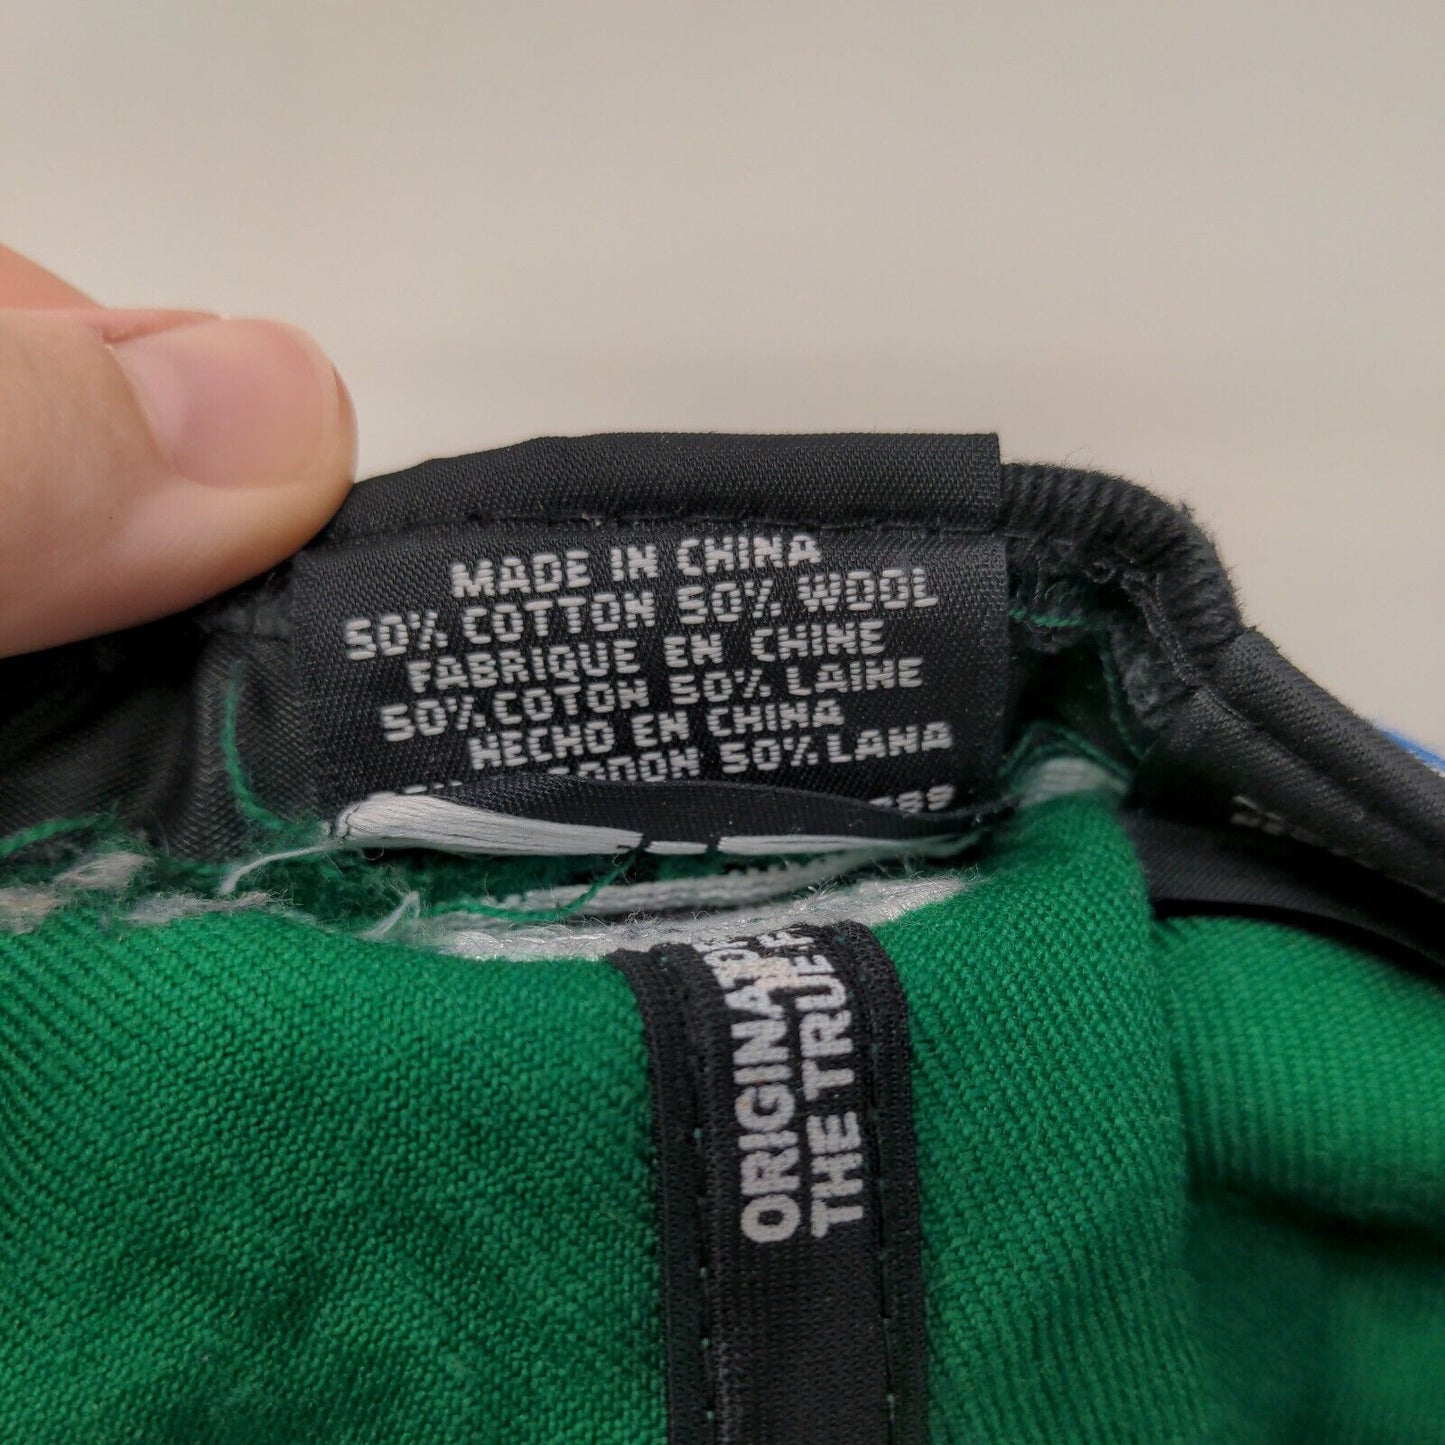 MADE IN CHINA
50% COTTON 50% WOOL
FABRIQUE EN CHINE
50% COTON 50% LAINE
HECHO EN CHINA
50% LANA
ORIGINATOR
THE TRUE